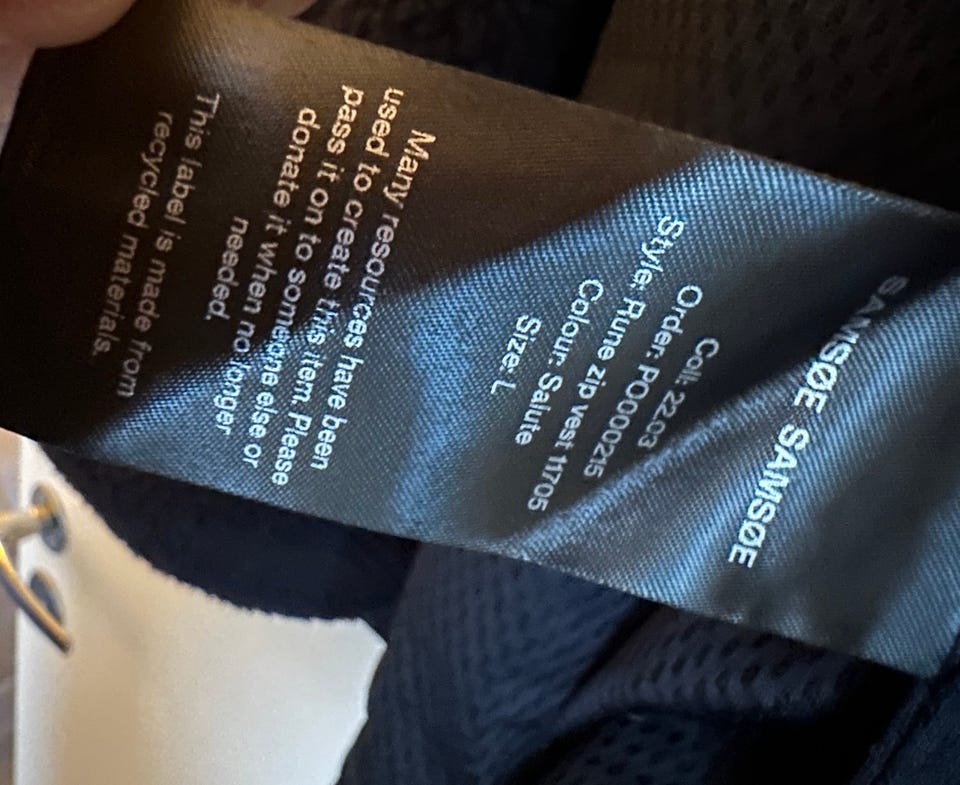 SAMSØE SAMSØE
Coll: 22.03
Order: PO000215
Style: Rune zip vest 11705
Colour: Salute
Size: L
Many resources have been
used to create this item. Please
pass it on to someone else or
donate it when no longer
needed.
This label is made from
recycled materials.